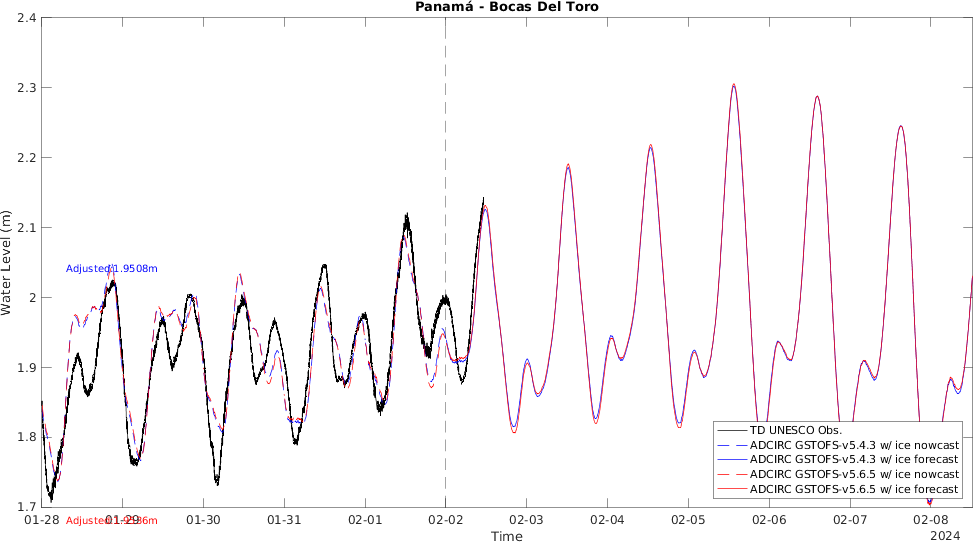 Panamá - Bocas Del Toro
2.4
2.3
2.2
2.1
2
1.9
1.8
1.7
Water Level (m)
Adjusted 1.9508m
Adjusted
TD UNESCO Obs.
ADCIRC GSTOFS-v5.4.3 w/ ice nowcast
ADCIRC GSTOFS-v5.4.3 w/ ice forecast
ADCIRC GSTOFS-v5.6.5 w/ ice nowcast
ADCIRC GSTOFS-v5.6.5 w/ ice forecast
01-28 01-29 01-30 01-31 02-01 02-02 02-03 02-04 02-05 02-06 02-07 02-08
Time
2024